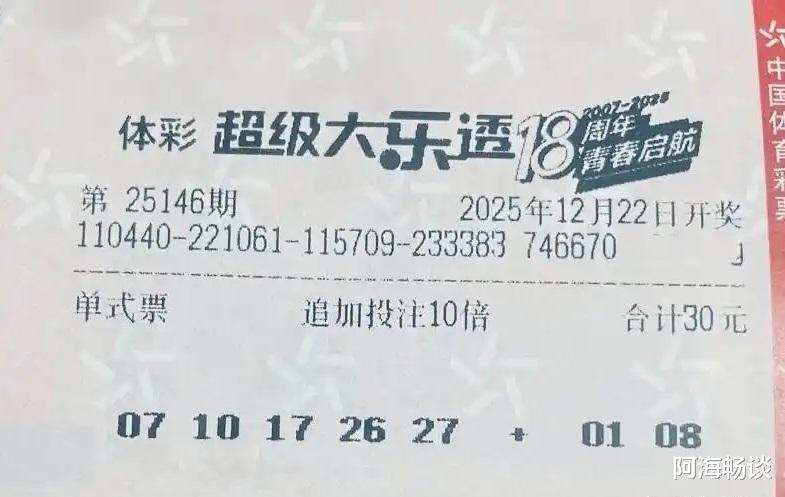 体彩 超级大乐透 18周年 2007-2025 青春启航
第 25146期 2025年12月22日开奖
110440-221061-115709-233383 746670
单式票 追加投注10倍 合计30元
07 10 17 26 27 + 01 08
中国体育彩票
阿海畅谈